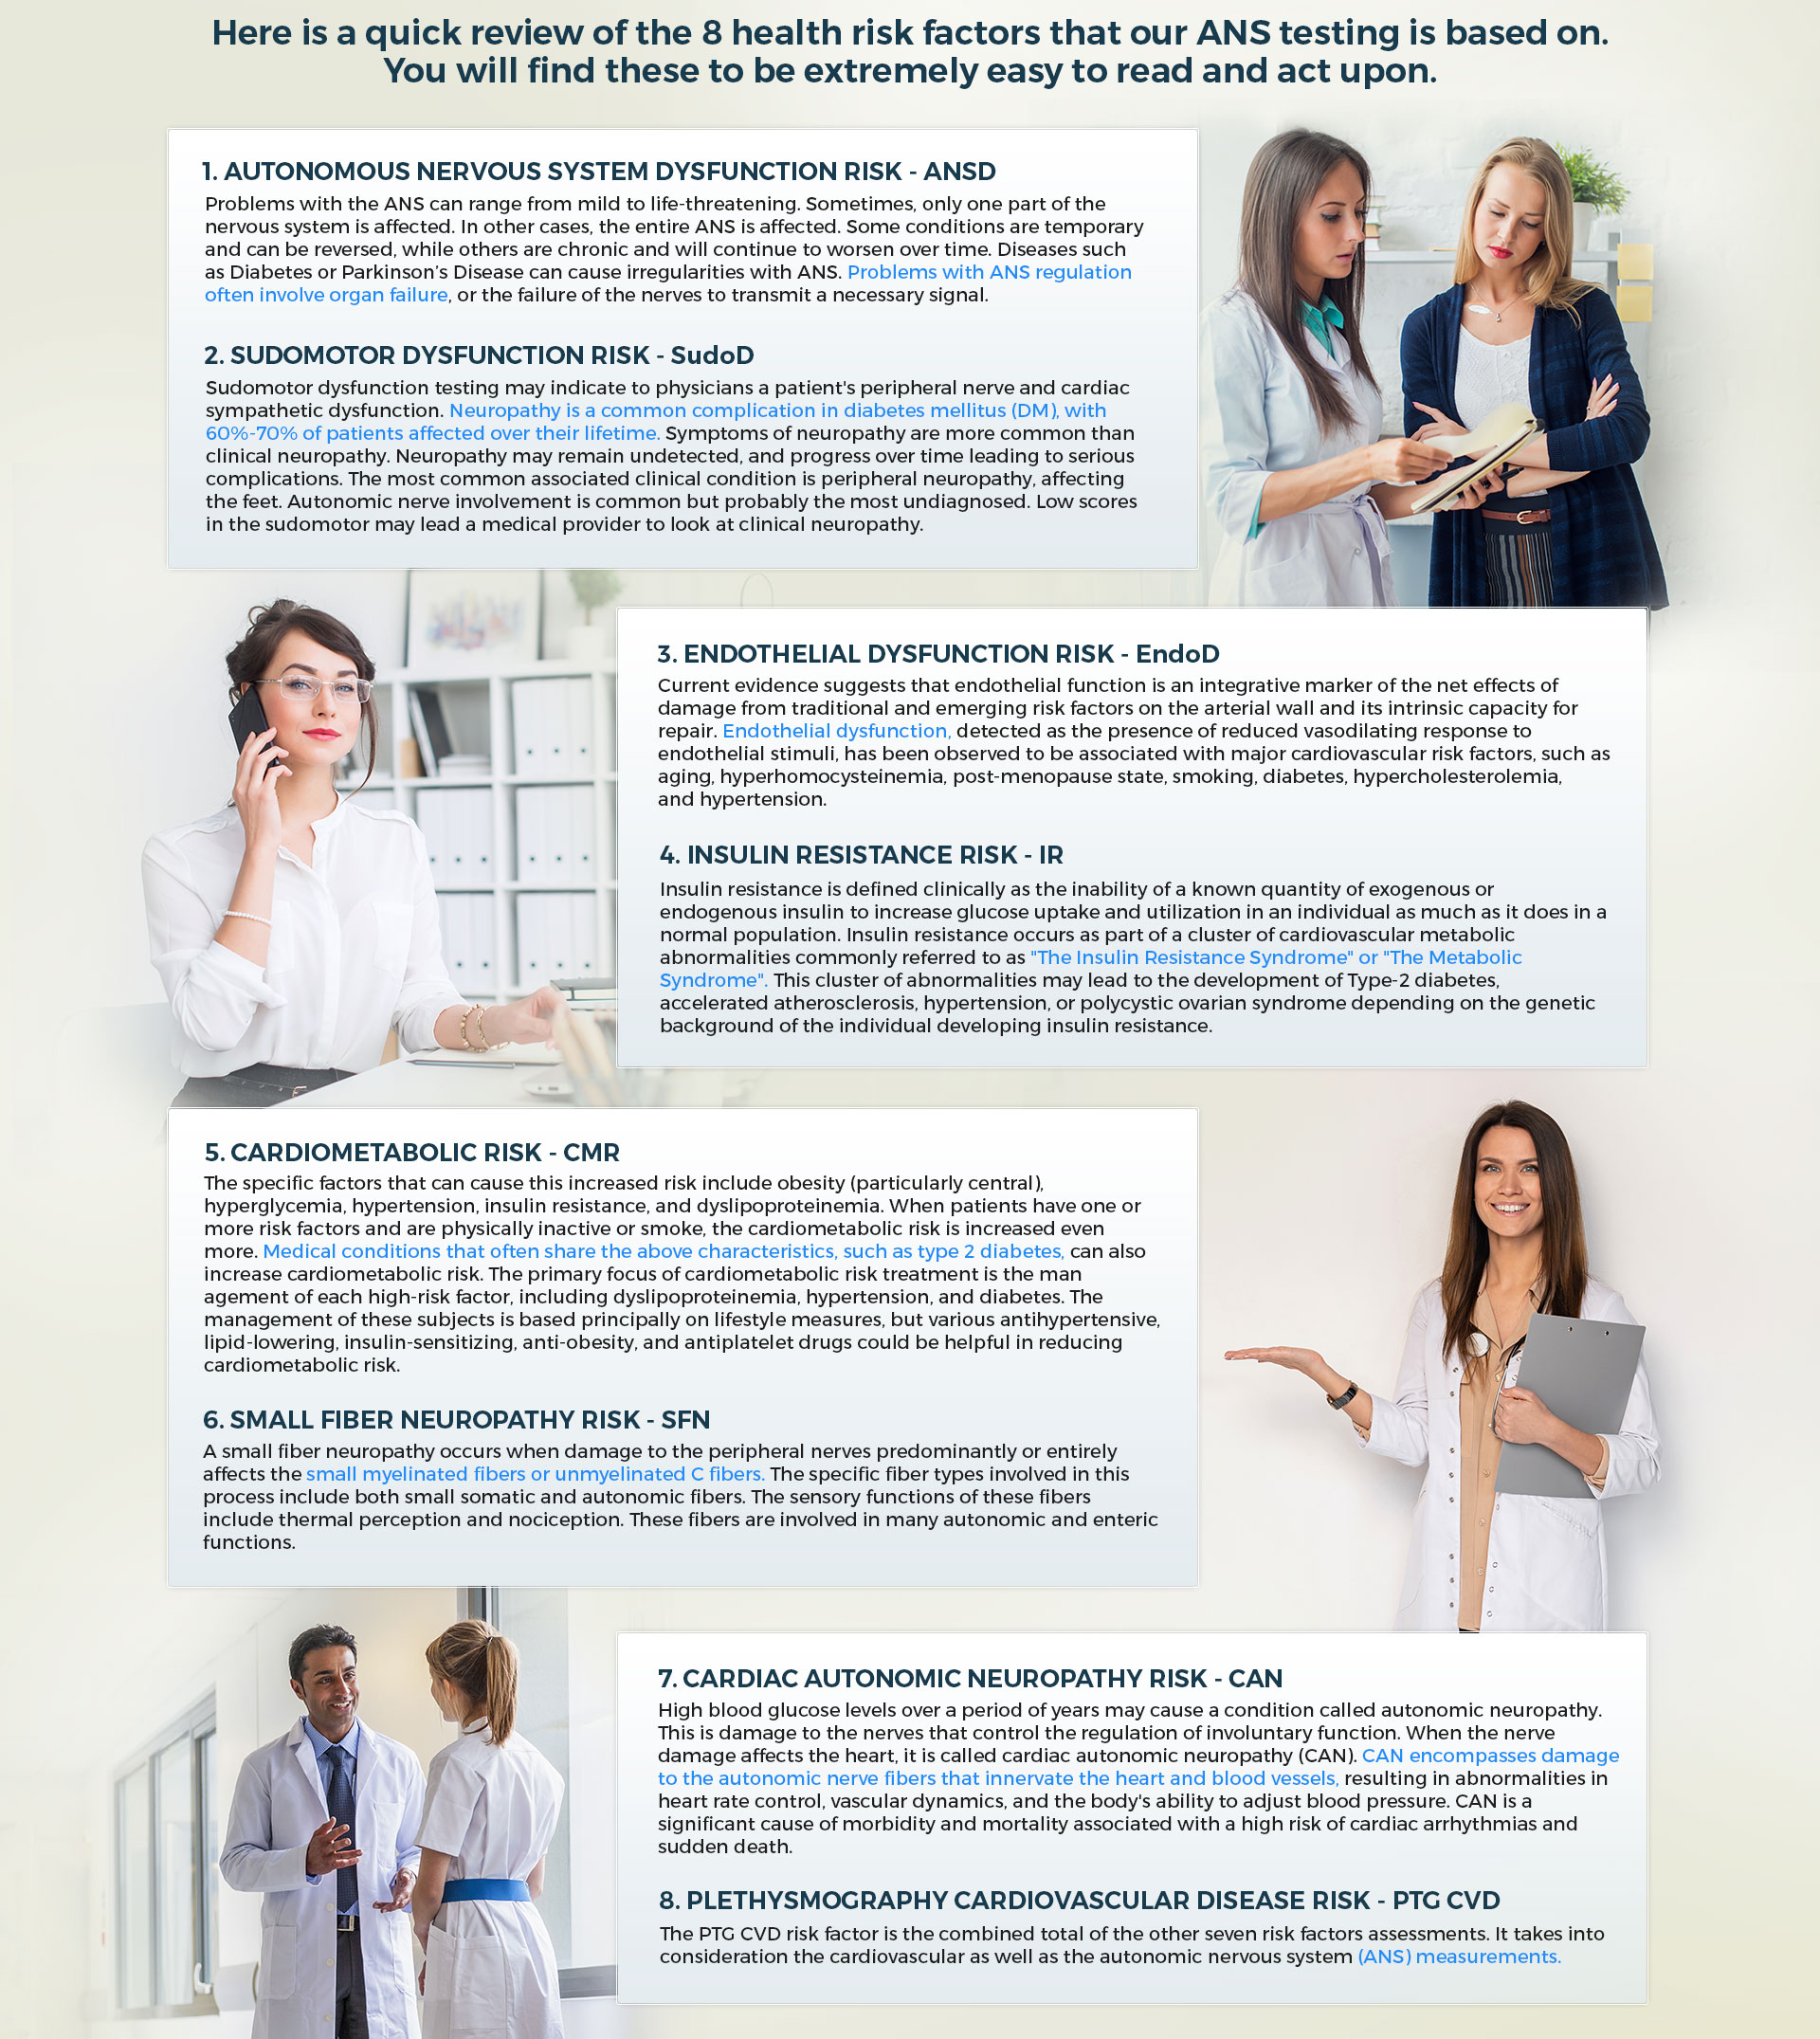 Here is a quick review of the 8 health risk factors that our ANS testing is based on.
You will find these to be extremely easy to read and act upon.
1. AUTONOMOUS NERVOUS SYSTEM DYSFUNCTION RISK - ANSD
Problems with the ANS can range from mild to life-threatening. Sometimes, only one part of the
nervous system is affected. In other cases, the entire ANS is affected. Some conditions are temporary
and can be reversed, while others are chronic and will continue to worsen over time. Diseases such
as Diabetes or Parkinson's Disease can cause irregularities with ANS. Problems with ANS regulation
often involve organ failure, or the failure of the nerves to transmit a necessary signal.
2. SUDOMOTOR DYSFUNCTION RISK - SudoD
Sudomotor dysfunction testing may indicate to physicians a patient's peripheral nerve and cardiac
sympathetic dysfunction. Neuropathy is a common complication in diabetes mellitus (DM), with
60%-70% of patients affected over their lifetime. Symptoms of neuropathy are more common than
clinical neuropathy. Neuropathy may remain undetected, and progress over time leading to serious
complications. The most common associated clinical condition is peripheral neuropathy, affecting
the feet. Autonomic nerve involvement is common but probably the most undiagnosed. Low scores
in the sudomotor may lead a medical provider to look at clinical neuropathy.
3. ENDOTHELIAL DYSFUNCTION RISK - EndoD
Current evidence suggests that endothelial function is an integrative marker of the net effects of
damage from traditional and emerging risk factors on the arterial wall and its intrinsic capacity for
repair. Endothelial dysfunction, detected as the presence of reduced vasodilating response to
endothelial stimuli, has been observed to be associated with major cardiovascular risk factors, such as
aging, hyperhomocysteinemia, post-menopause state, smoking, diabetes, hypercholesterolemia,
and hypertension.
4. INSULIN RESISTANCE RISK - IR
Insulin resistance is defined clinically as the inability of a known quantity of exogenous or
endogenous insulin to increase glucose uptake and utilization in an individual as much as it does in a
normal population. Insulin resistance occurs as part of a cluster of cardiovascular metabolic
abnormalities commonly referred to as "The Insulin Resistance Syndrome" or "The Metabolic
Syndrome". This cluster of abnormalities may lead to the development of Type-2 diabetes,
accelerated atherosclerosis, hypertension, or polycystic ovarian syndrome depending on the genetic
background of the individual developing insulin resistance.
5. CARDIOMETABOLIC RISK - CMR
The specific factors that can cause this increased risk include obesity (particularly central),
hyperglycemia, hypertension, insulin resistance, and dyslipoproteinemia. When patients have one or
more risk factors and are physically inactive or smoke, the cardiometabolic risk is increased even
more. Medical conditions that often share the above characteristics, such as type 2 diabetes, can also
increase cardiometabolic risk. The primary focus of cardiometabolic risk treatment is the man
agement of each high-risk factor, including dyslipoproteinemia, hypertension, and diabetes. The
management of these subjects is based principally on lifestyle measures, but various antihypertensive,
lipid-lowering, insulin-sensitizing, anti-obesity, and antiplatelet drugs could be helpful in reducing
cardiometabolic risk.
6. SMALL FIBER NEUROPATHY RISK - SFN
A small fiber neuropathy occurs when damage to the peripheral nerves predominantly or entirely
affects the small myelinated fibers or unmyelinated C fibers. The specific fiber types involved in this
process include both small somatic and autonomic fibers. The sensory functions of these fibers
include thermal perception and nociception. These fibers are involved in many autonomic and enteric
functions.
7. CARDIAC AUTONOMIC NEUROPATHY RISK - CAN
High blood glucose levels over a period of years may cause a condition called autonomic neuropathy.
This is damage to the nerves that control the regulation of involuntary function. When the nerve
damage affects the heart, it is called cardiac autonomic neuropathy (CAN). CAN encompasses damage
to the autonomic nerve fibers that innervate the heart and blood vessels, resulting in abnormalities in
heart rate control, vascular dynamics, and the body's ability to adjust blood pressure. CAN is a
significant cause of morbidity and mortality associated with a high risk of cardiac arrhythmias and
sudden death.
8. PLETHYSMOGRAPHY CARDIOVASCULAR DISEASE RISK - PTG CVD
The PTG CVD risk factor is the combined total of the other seven risk factors assessments. It takes into
consideration the cardiovascular as well as the autonomic nervous system (ANS) measurements.